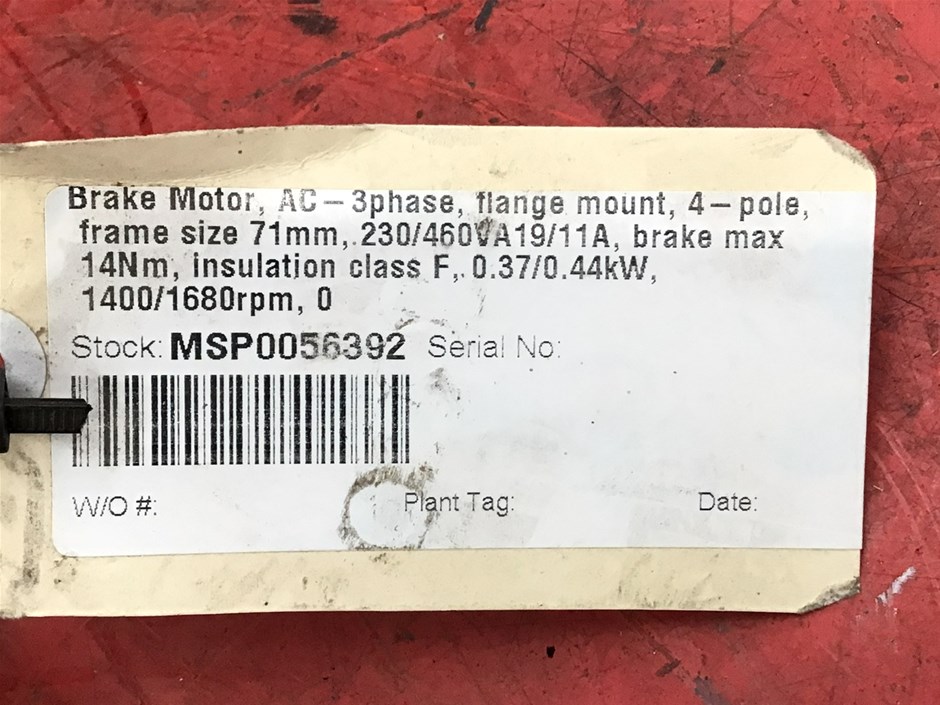 Brake Motor, AC-3phase, flange mount, 4-pole,
frame size 71mm, 230/460VA19/11A, brake max
14Nm, insulation class F, 0.37/0.44kW,
1400/1680rpm, 0
Stock: MSP0056392 Serial No:
W/O #: Plant Tag: Date: